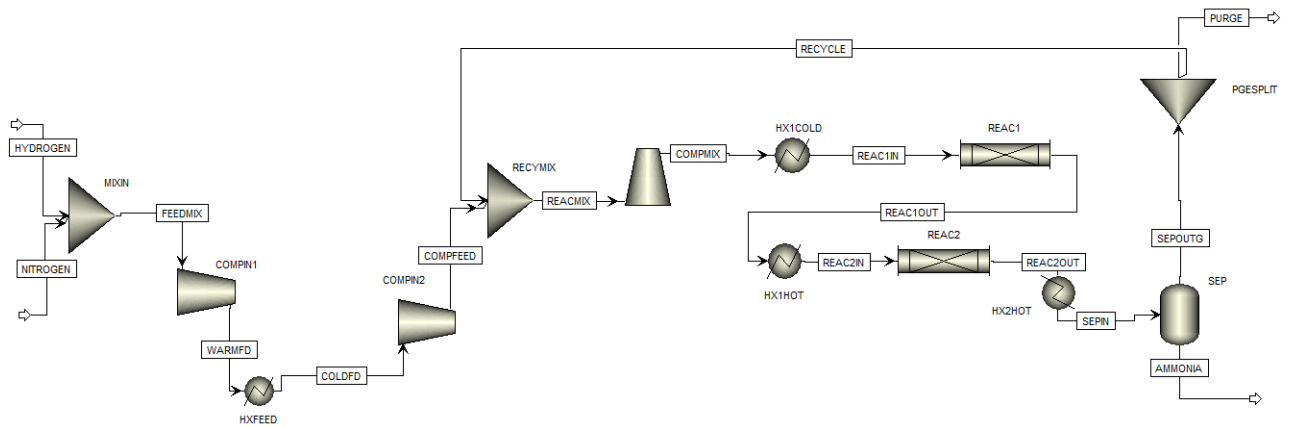 PURGE
RECYCLE
PGESPLIT
HX1COLD
REAC1
HYDROGEN
COMPMIX
REAC1IN
MIXIN
RECYMIX
REACMIX
FEEDMIX
REAC1OUT
NITROGEN
COMPFEED
REAC2
SEPOUTG
COMPIN1
REAC2IN
REAC2OUT
COMPIN2
SEP
HX1HOT
HX2HOT
SEPIN
WARMFD
AMMONIA
COLDFD
HXFEED